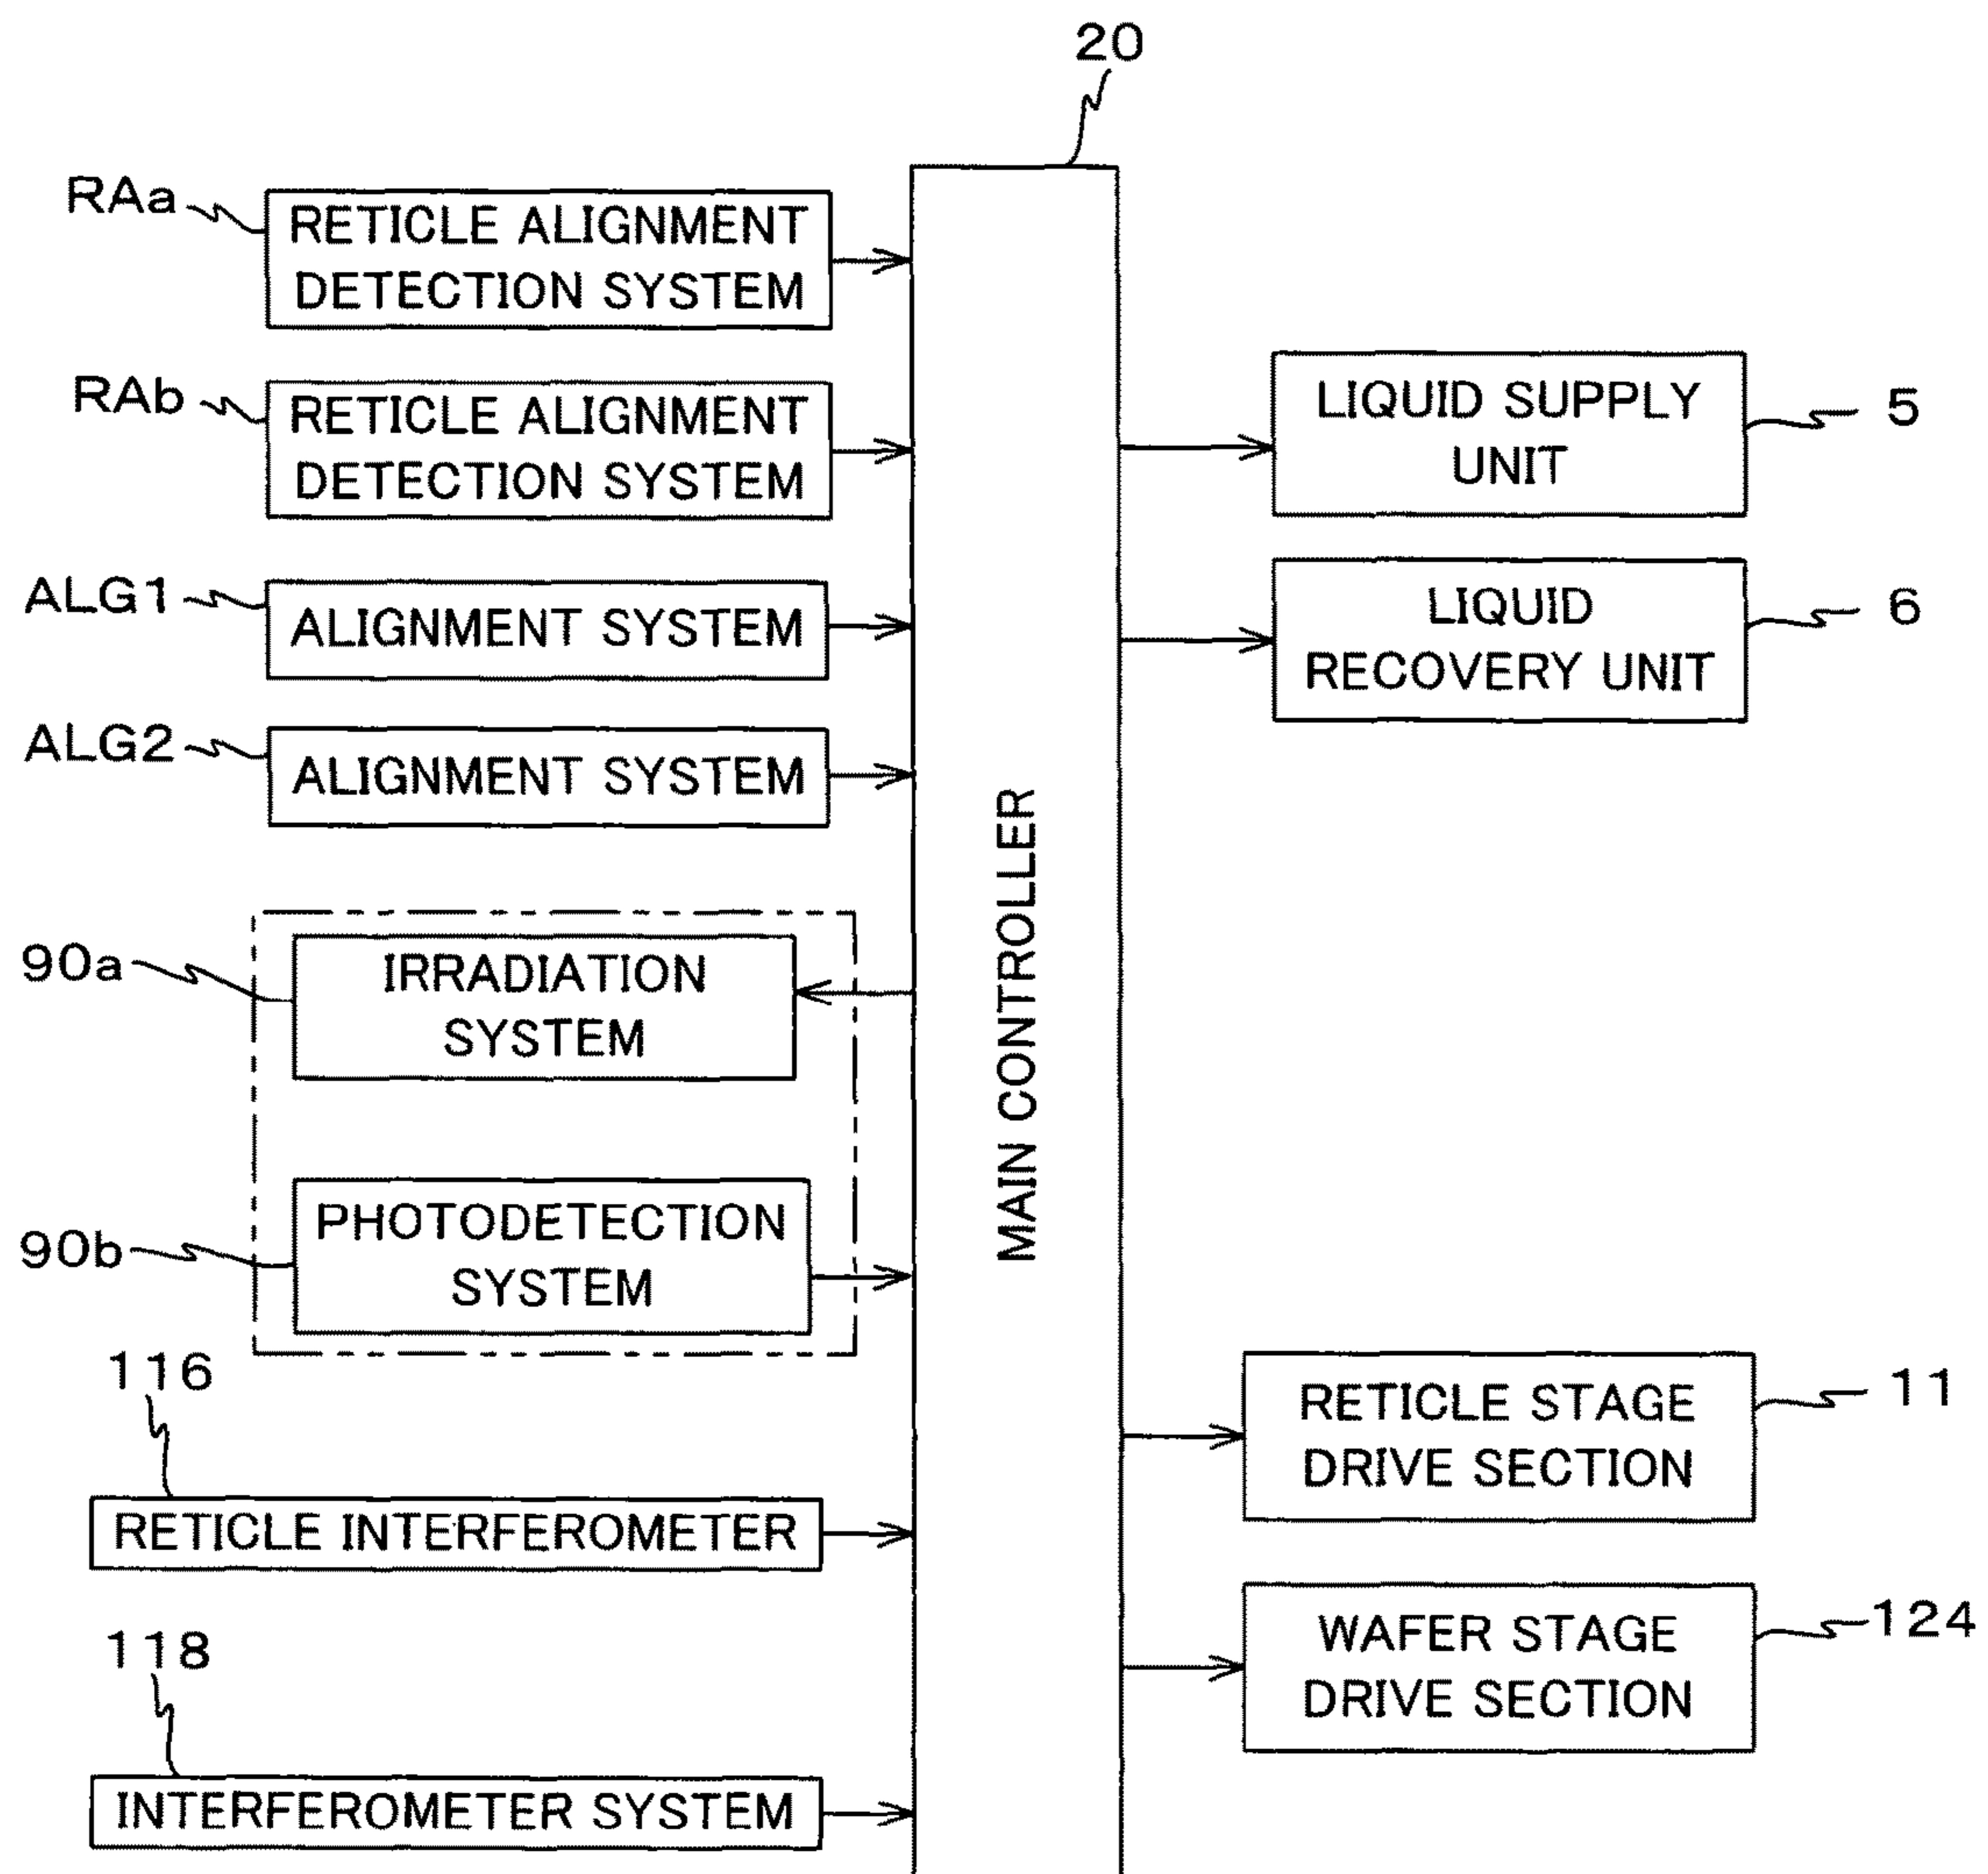 20
RAa
RETICLE ALIGNMENT
DETECTION SYSTEM
RAb
RETICLE ALIGNMENT
DETECTION SYSTEM
ALG1
ALIGNMENT SYSTEM
ALG2
ALIGNMENT SYSTEM
90a
IRRADIATION
SYSTEM
90b
PHOTODETECTION
SYSTEM
116
RETICLE INTERFEROMETER
118
INTERFEROMETER SYSTEM
MAIN CONTROLLER
LIQUID SUPPLY
UNIT
5
LIQUID
RECOVERY UNIT
6
RETICLE STAGE
DRIVE SECTION
11
WAFER STAGE
DRIVE SECTION
124